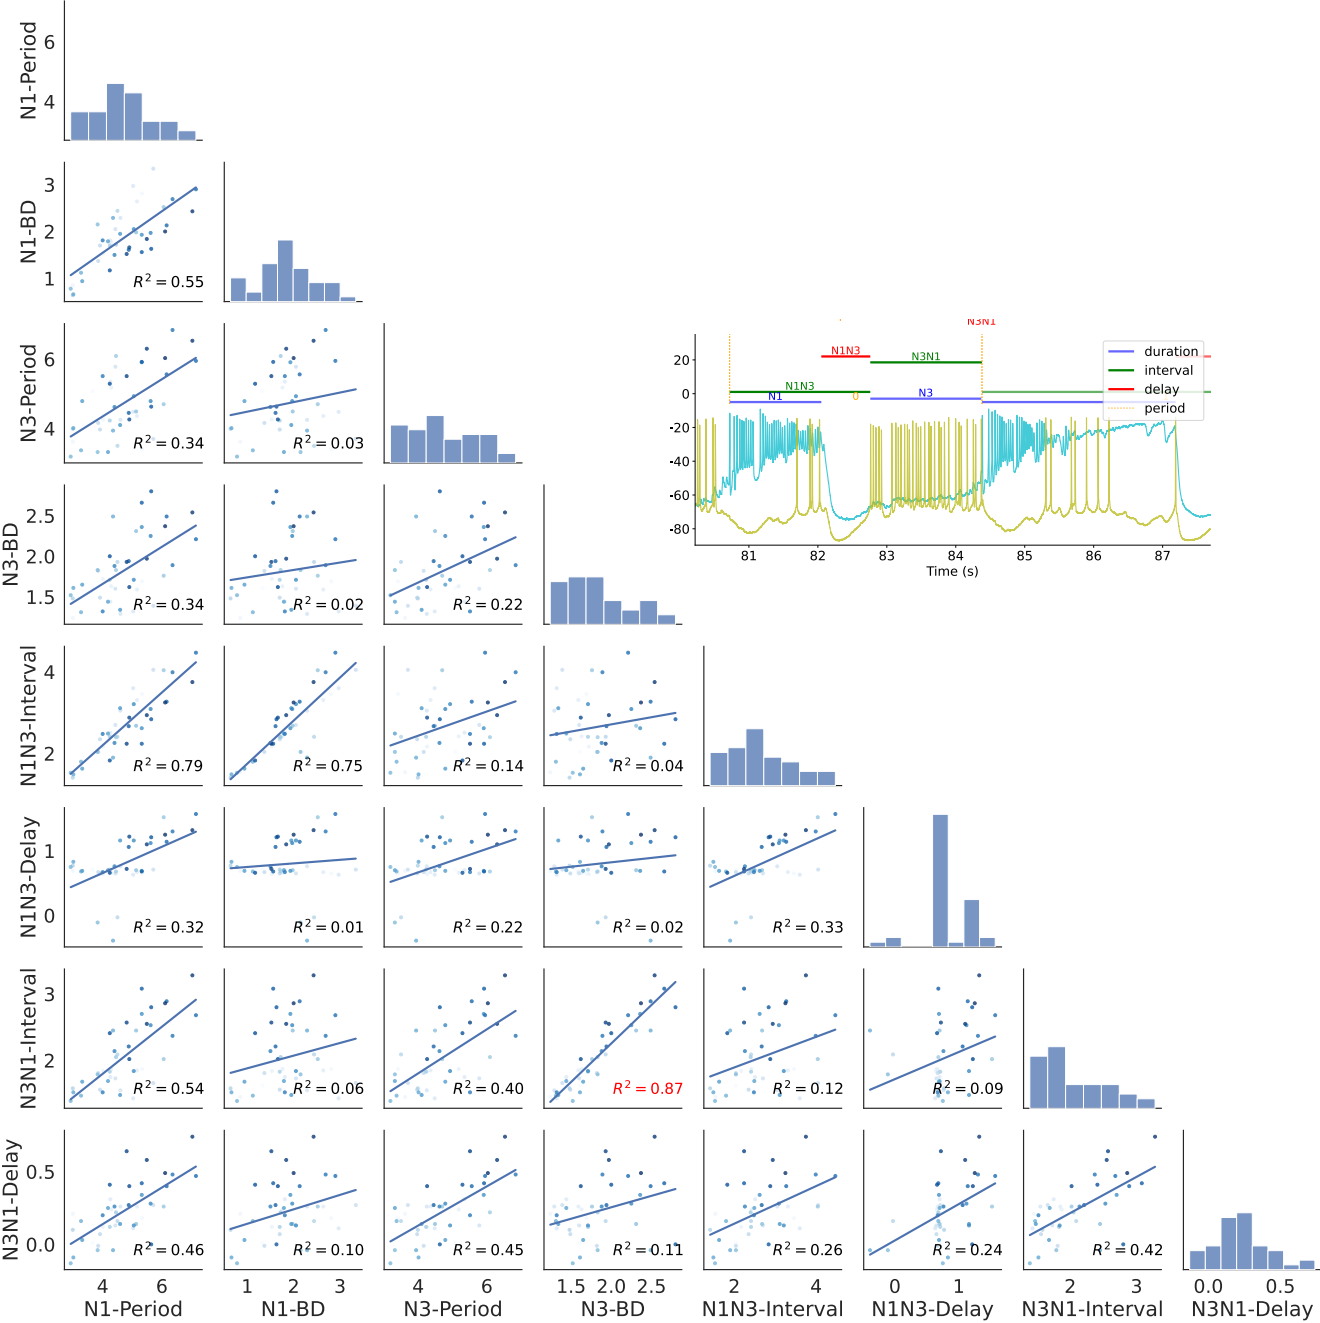 N1-Period
6
4
N1-BD
3
2
1
R² = 0.55
N3-Period
6
4
R² = 0.34
R² = 0.03
N3-BD
2.5
2.0
1.5
R² = 0.34
R² = 0.02
R² = 0.22
N3N1
N1N3
N3N1
N1N3
N1
0
N3
duration
interval
delay
period
20
0
-20
-40
-60
-80
81 82 83 84 85 86 87
Time (s)
N1N3-Interval
4
2
R² = 0.79
R² = 0.75
R² = 0.14
R² = 0.04
N1N3-Delay
1
0
R² = 0.32
R² = 0.01
R² = 0.22
R² = 0.02
R² = 0.33
N3N1-Interval
3
2
R² = 0.54
R² = 0.06
R² = 0.40
R² = 0.87
R² = 0.12
R² = 0.09
N3N1-Delay
0.5
0.0
R² = 0.46
R² = 0.10
R² = 0.45
R² = 0.11
R² = 0.26
R² = 0.24
R² = 0.42
4 6 1 2 3 4 6 1.5 2.0 2.5 2 4 0 1 2 3 0.0 0.5
N1-Period N1-BD N3-Period N3-BD N1N3-Interval N1N3-Delay N3N1-Interval N3N1-Delay